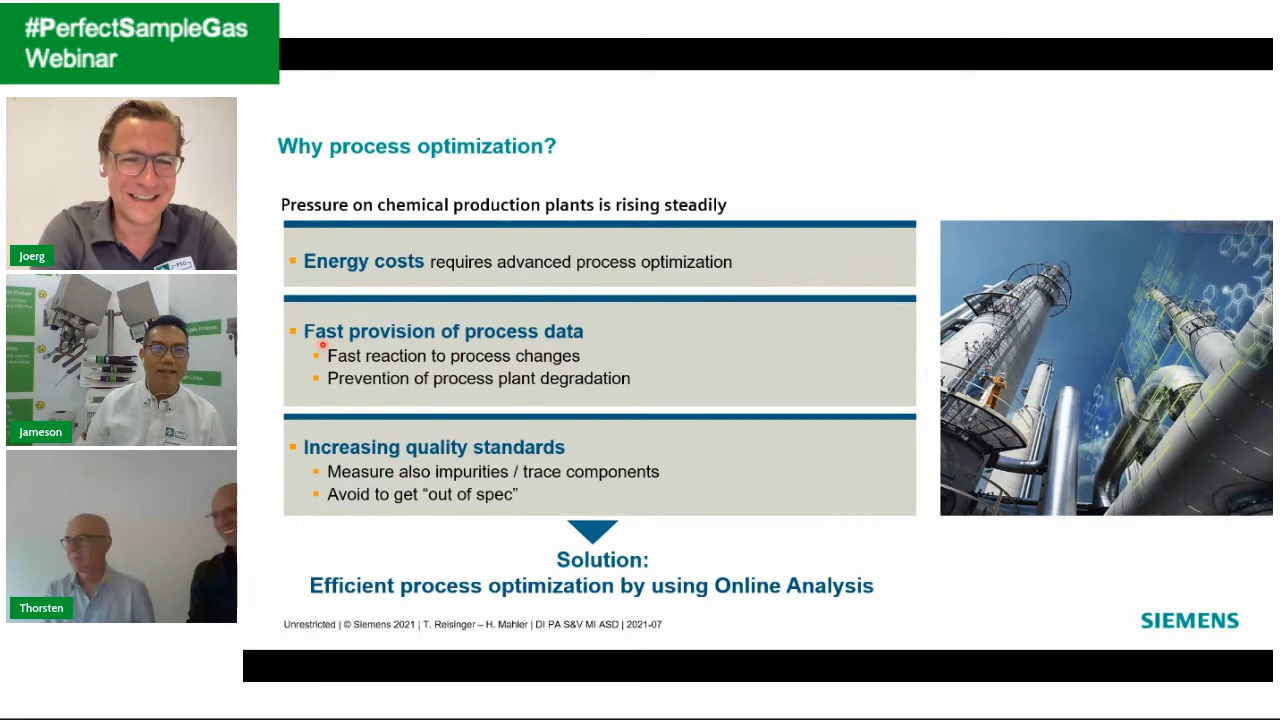 #PerfectSampleGas
Webinar
Joerg
Jameson
Thorsten
Why process optimization?
Pressure on chemical production plants is rising steadily
Energy costs requires advanced process optimization
Fast provision of process data
Fast reaction to process changes
Prevention of process plant degradation
Increasing quality standards
Measure also impurities / trace components
Avoid to get “out of spec”
Solution:
Efficient process optimization by using Online Analysis
Unrestricted | © Siemens 2021 | T. Reisinger – H. Mahler | DI PA S&V MI ASD | 2021-07
SIEMENS